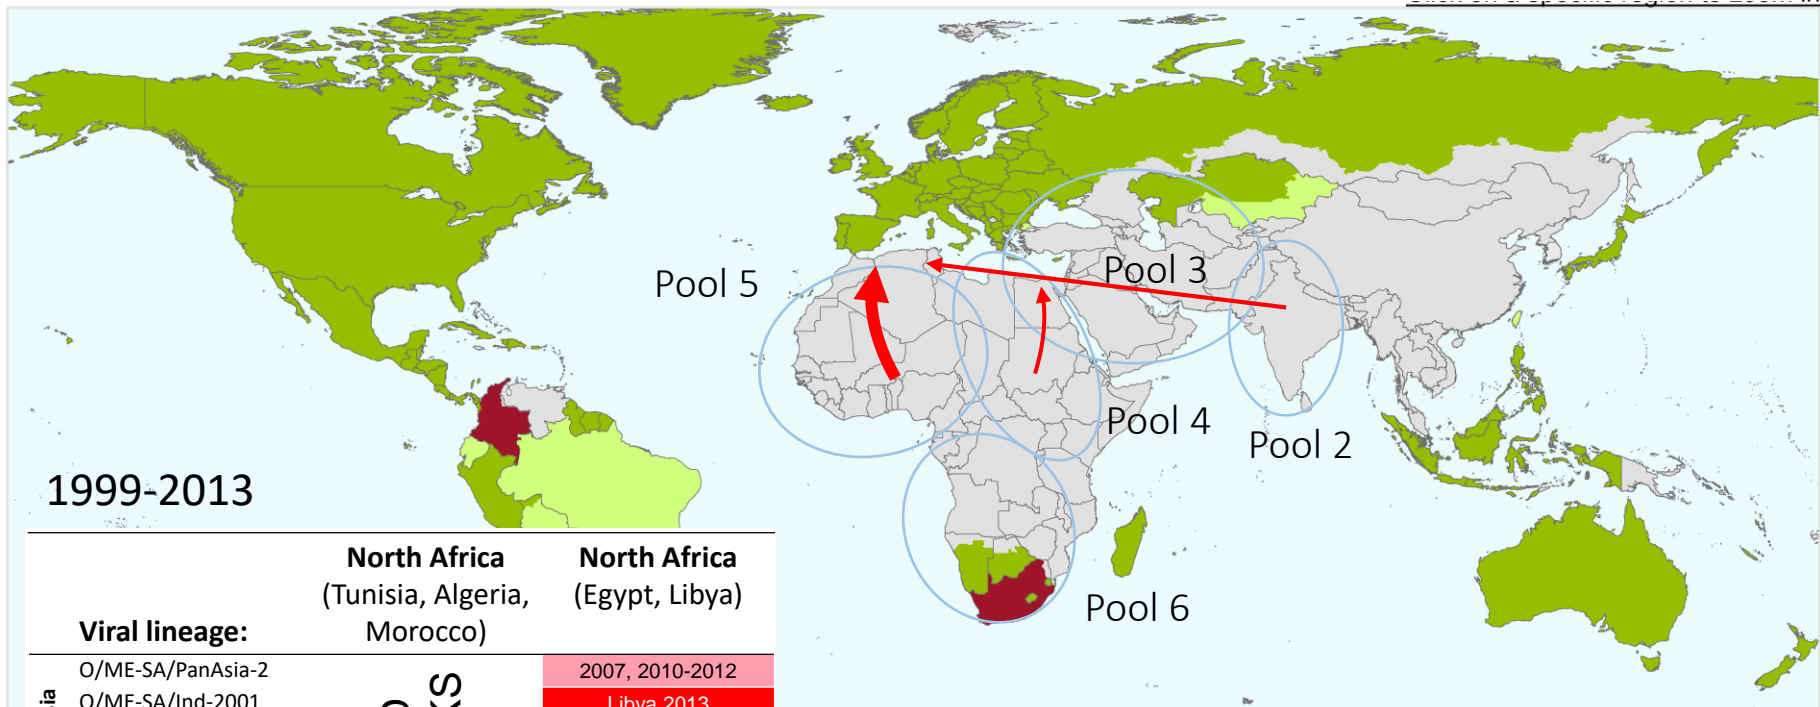 Pool 3
Pool 5
Pool 4
Pool 2
1999-2013
North Africa
(Tunisia, Algeria,
Morocco)
North Africa
(Egypt, Libya)
Pool 6
Viral lineage:
O/ME-SA/PanAsia-2
2007, 2010-2012
O/ME-SA/Ind-2001
Libya 2013